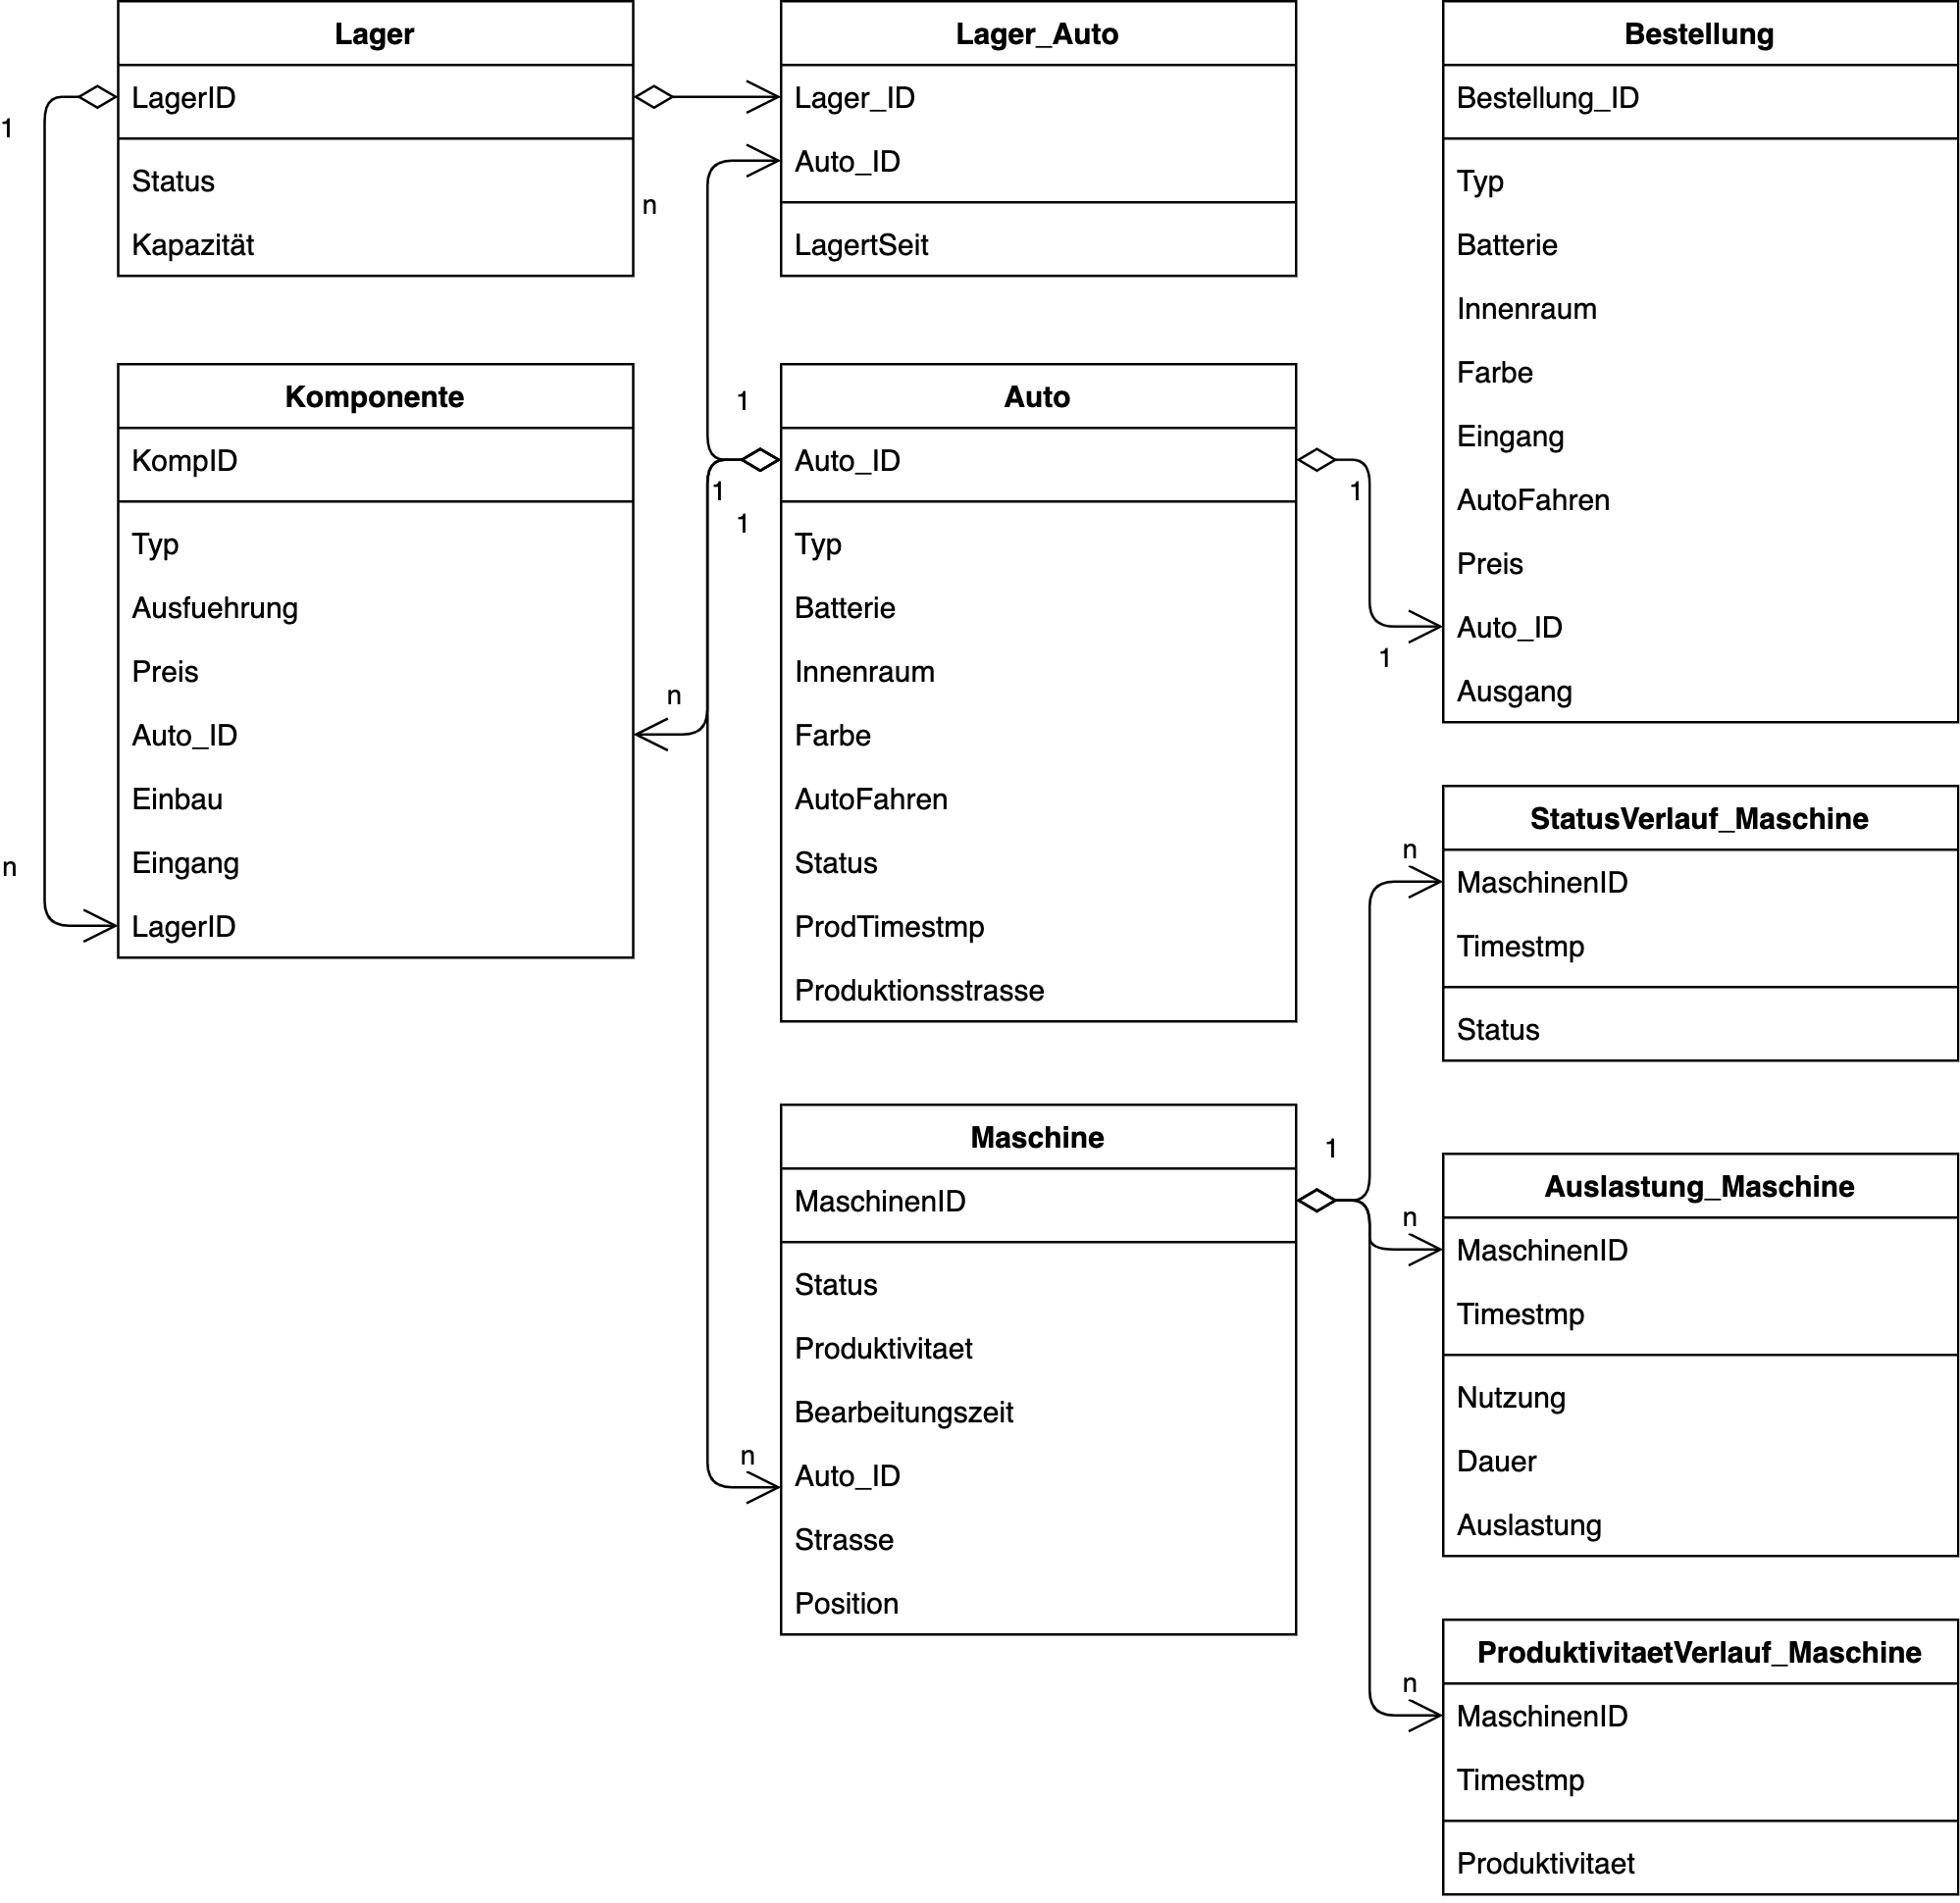 Lager
LagerID
Status
Kapazität
1
n
Lager_Auto
Lager_ID
Auto_ID
LagertSeit
n
1
Bestellung
Bestellung_ID
Typ
Batterie
Innenraum
Farbe
Eingang
AutoFahren
Preis
Auto_ID
Ausgang
Komponente
KompID
Typ
Ausfuehrung
Preis
Auto_ID
Einbau
Eingang
LagerID
1
1
n
Auto
Auto_ID
Typ
Batterie
Innenraum
Farbe
AutoFahren
Status
ProdTimestmp
Produktionsstrasse
1
1
StatusVerlauf_Maschine
MaschinenID
Timestmp
Status
n
Maschine
MaschinenID
Status
Produktivitaet
Bearbeitungszeit
Auto_ID
Strasse
Position
n
1
Auslastung_Maschine
MaschinenID
Timestmp
Nutzung
Dauer
Auslastung
n
ProduktivitaetVerlauf_Maschine
MaschinenID
Timestmp
Produktivitaet
n